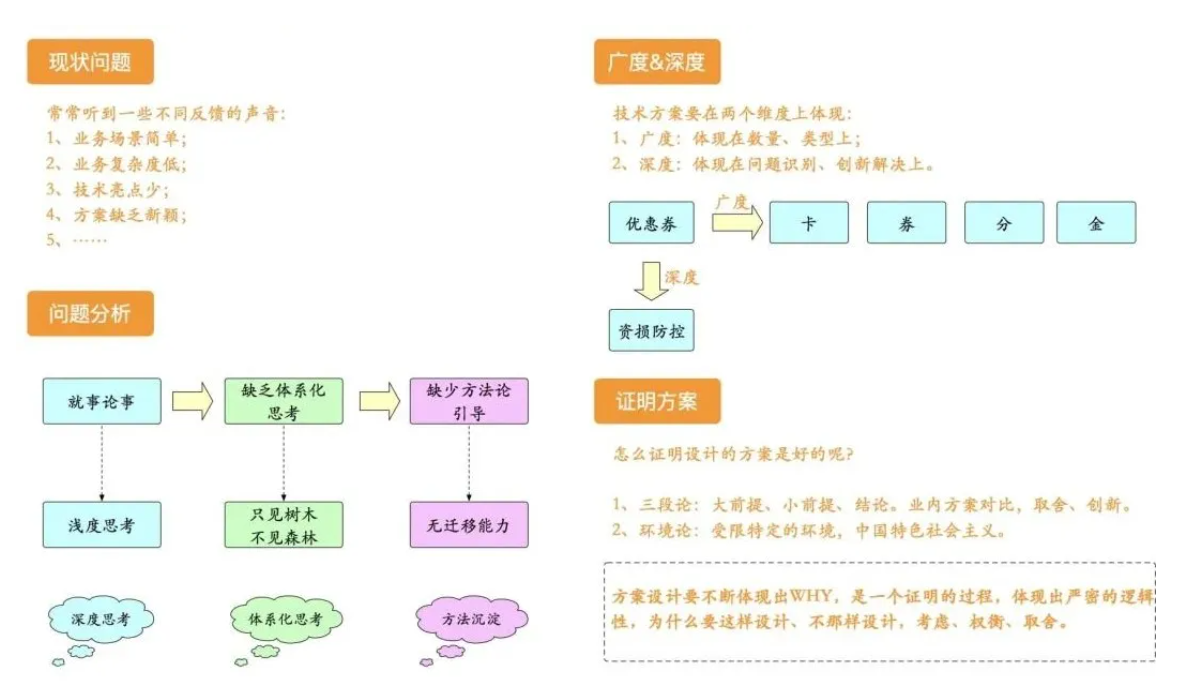 现状问题
常常听到一些不同反馈的声音：
1、业务场景简单；
2、业务复杂度低；
3、技术亮点少；
4、方案缺乏新颖；
5、……
问题分析
就事论事
缺乏体系化
思考
缺少方法论
引导
浅度思考
只见树木
不见森林
无迁移能力
深度思考
体系化思考
方法沉淀
广度&深度
技术方案要在两个维度上体现：
1、广度：体现在数量、类型上；
2、深度：体现在问题识别、创新解决上。
优惠券
广度
卡
券
分
金
深度
资损防控
证明方案
怎么证明设计的方案是好的呢?
1、三段论：大前提、小前提、结论。业内方案对比，取舍、创新。
2、环境论：受限特定的环境，中国特色社会主义。
方案设计要不断体现出WHY，是一个证明的过程，体现出严密的逻辑
性，为什么要这样设计、不那样设计，考虑、权衡、取舍。